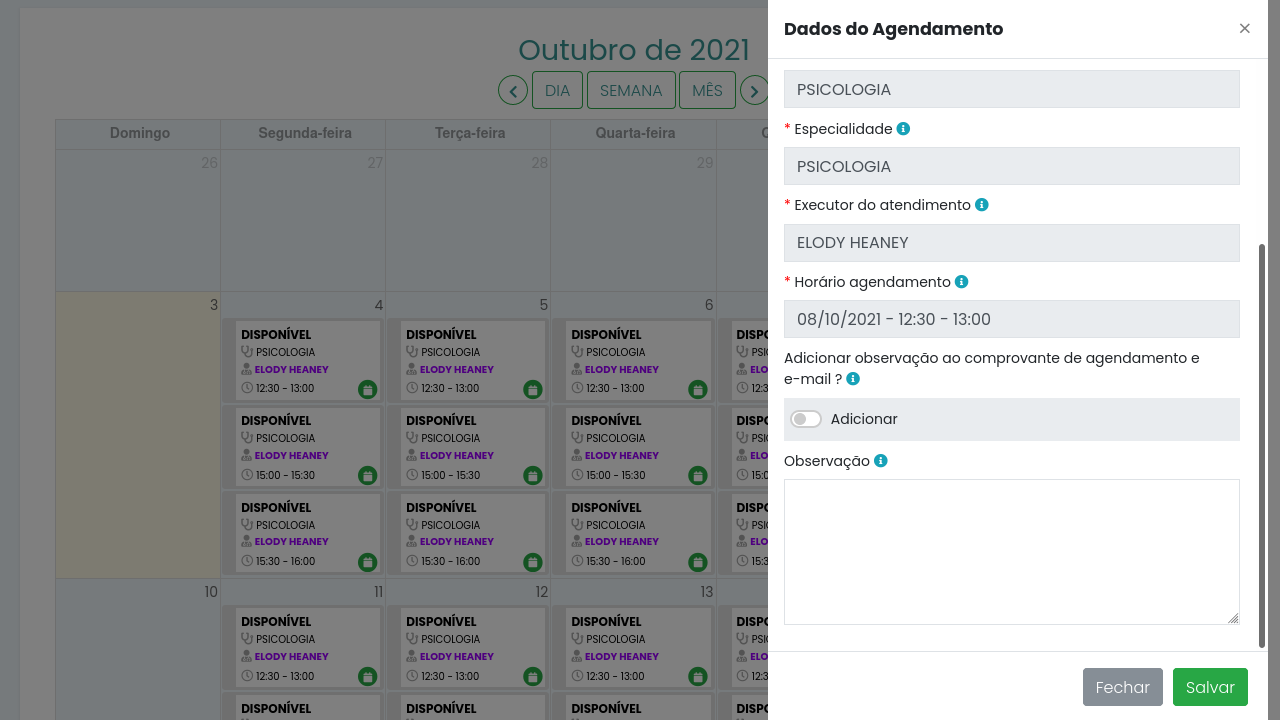 Outubro de 2021
DIA SEMANA MÊS
Domingo Segunda-feira Terça-feira Quarta-feira
26 27 28 29
3 4 5 6
DISPONÍVEL DISPONÍVEL DISPONÍVEL
PSICOLOGIA PSICOLOGIA PSICOLOGIA
ELODY HEANEY ELODY HEANEY ELODY HEANEY
12:30 - 13:00 12:30 - 13:00 12:30 - 13:00
DISPONÍVEL DISPONÍVEL DISPONÍVEL
PSICOLOGIA PSICOLOGIA PSICOLOGIA
ELODY HEANEY ELODY HEANEY ELODY HEANEY
15:00 - 15:30 15:00 - 15:30 15:00 - 15:30
DISPONÍVEL DISPONÍVEL DISPONÍVEL
PSICOLOGIA PSICOLOGIA PSICOLOGIA
ELODY HEANEY ELODY HEANEY ELODY HEANEY
15:30 - 16:00 15:30 - 16:00 15:30 - 16:00
10 11 12 13
DISPONÍVEL DISPONÍVEL DISPONÍVEL
PSICOLOGIA PSICOLOGIA PSICOLOGIA
ELODY HEANEY ELODY HEANEY ELODY HEANEY
12:30 - 13:00 12:30 - 13:00 12:30 - 13:00
DISPONÍVEL DISPONÍVEL DISPONÍVEL
Dados do Agendamento
×
PSICOLOGIA
* Especialidade
PSICOLOGIA
* Executor do atendimento
ELODY HEANEY
* Horário agendamento
08/10/2021 - 12:30 - 13:00
Adicionar observação ao comprovante de agendamento e
e-mail ?
Adicionar
Observação
Fechar Salvar